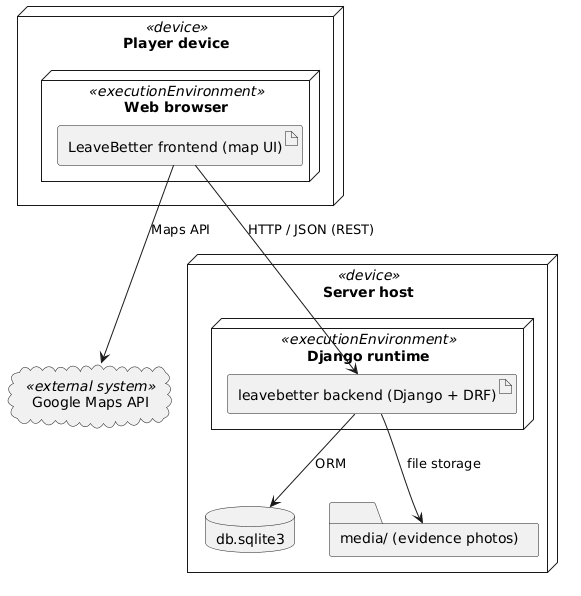 «device»
Player device
«executionEnvironment»
Web browser
LeaveBetter frontend (map UI)
Maps API
HTTP / JSON (REST)
«device»
Server host
«executionEnvironment»
Django runtime
«external system»
Google Maps API
leavebetter backend (Django + DRF)
ORM
file storage
db.sqlite3
media/ (evidence photos)